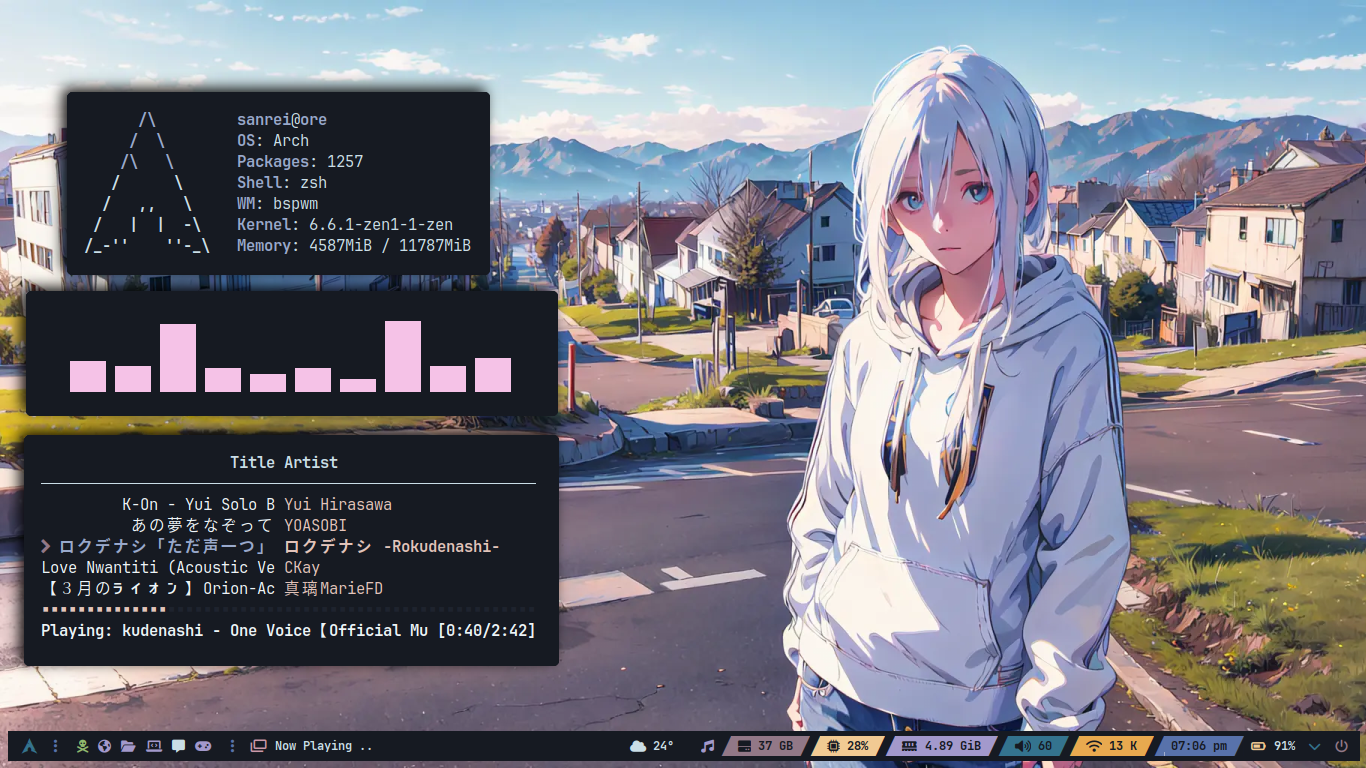 sanrei@ore
OS: Arch
Packages: 1257
Shell: zsh
WM: bspwm
Kernel: 6.6.1-zen1-1-zen
Memory: 4587MiB / 11787MiB
Title Artist
K-On - Yui Solo B Yui Hirasawa
あの夢をなぞって YOASOBI
ロクデナシ「ただ声一つ」 ロクデナシ -Rokudenashi-
Love Nwantiti (Acoustic Ve CKay
【３月のライオン】Orion-Ac 真瑞MarieFD
Playing: kudenashi - One Voice【Official Mu [0:40/2:42]
Now Playing .. 24° 37 GB 28% 4.89 GiB 60 13 K 07:06 pm 91%